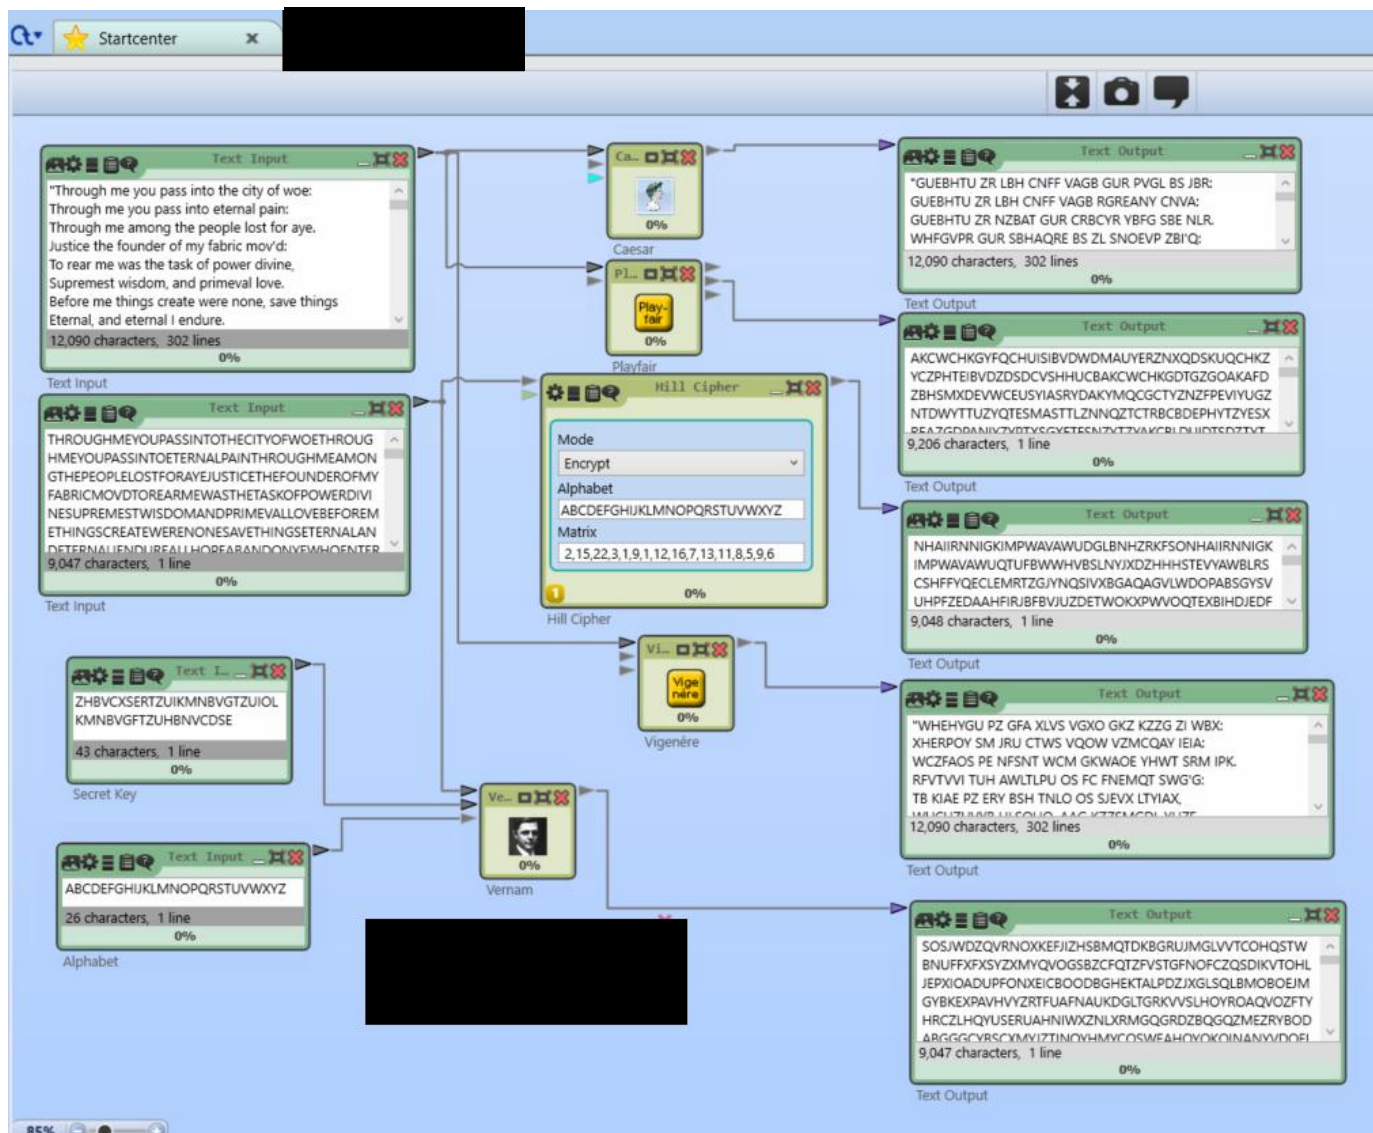 Startcenter
Text Input
"Through me you pass into the city of woe:
Through me you pass into eternal pain:
Through me among the people lost for aye.
Justice the founder of my fabric mov'd:
To rear me was the task of power divine,
Supremest wisdom, and primeval love.
Before me things create were none, save things
Eternal, and eternal I endure.
12,090 characters, 302 lines
0%
Text Input
Text Input
THROUGHMEYOUPASSINTOTHECITYOFWOETHROUG
HMEYOUPASSINTOETERNALPAINTHROUGHMEAMON
GTHEPEOPLELOSTFORAYEJUSTICETHEFOUNDEROFMY
FABRICMOVDTOREARMEWASTHETASKOFPOWERDIVI
NESUPREMESTWISDOMANDPRIMEVALLOVEBEFOREM
ETHINGSCREATEWERENONESAVETHINGSETERNALAN
DETERNALIENDUREALLHOPEABANDONYEWHOENTER
9,047 characters, 1 line
0%
Text Input
Text I...
ZHBVCXSERTZUIKMNBVGTZUIOL
KMNBVGFTZUHBNVCDSE
43 characters, 1 line
0%
Secret Key
Text Input
ABCDEFGHIJKLMNOPQRSTUVWXYZ
26 characters, 1 line
0%
Alphabet
Ca...
0%
Caesar
Pl...
Play-
fair
0%
Playfair
Hill Cipher
Mode
Encrypt
Alphabet
ABCDEFGHIJKLMNOPQRSTUVWXYZ
Matrix
2,15,22,3,1,9,1,12,16,7,13,11,8,5,9,6
1
0%
Hill Cipher
Vi...
Vige
nére
0%
Vigenére
Ve...
0%
Vernam
Text Output
"GUEBHTU ZR LBH CNFF VAGB GUR PVGL BS JBR:
GUEBHTU ZR LBH CNFF VAGB RGREANY CNVA:
GUEBHTU ZR NZBAT GUR CRBCYR YBFG SBE NLR.
WHFGVPR GUR SBHAQRE BS ZL SNOEVP ZBI'Q:
12,090 characters, 302 lines
0%
Text Output
Text Output
AKCWCHKGYFQCHUISIBVDWDMAUYERZNXQDSKUQCHKZ
YCZPHTEIBVDZDSDCVSHHUCBAKCWCHKGDTGZGOAKAFD
ZBHSMXDEVWCEUSYIASRYDAKYMQCGCTYZNZFPEVIYUGZ
NTDWYTTUZYQTESMASTTLZNNQZTCTRBCBDEPHYTZYESX
9,206 characters, 1 line
0%
Text Output
Text Output
NHAIIRNNIGKIMPWAVAWUDGLBNHZRKFSONHAIIRNNIGK
IMPWAVAWUQTUFBWWHVBSLNYJXDZHHHSTEVYAWBLRS
CSHFFYQECLEMRTZGJYNQSIVXBGAQAGVLWDOPABSGYSV
UHPFZEDAAHFIRJBFBVJUZDETWOKXPWVOQTEXBIHDJEDF
9,048 characters, 1 line
0%
Text Output
Text Output
"WHEHYGU PZ GFA XLVS VGXO GKZ KZZG ZI WBX:
XHERPOY SM JRU CTWS VQOW VZMCQAY IEIA:
WCZFAOS PE NFSNT WCM GKWAOE YHWT SRM IPK.
RFVTVVI TUH AWLTLPU OS FC FNEMQT SWG'G:
TB KIAE PZ ERY BSH TNLO OS SJEVX LTYIAX,
12,090 characters, 302 lines
0%
Text Output
Text Output
SOSJWDZQVRNOXKEFJIZHSBMQTDKBGRUJMGLVVTCOHQSTW
BNUFFXFXSYZXMYQVOGSBZCFQTZFVSTGFNOFCZQSDIKVTOHL
JEPXIOADUPFONXEICBOODBGHEKTALPDZJXGLSQLBMOBOEJM
GYBKEXPAVHVYZRTFUAFNAUKDGLTGRKVVSLHOYROAQVOZFTY
HRCZLHQYUSERUAHNIWXZNLXRMGQGRDZBQGQZMEZRYBOD
9,047 characters, 1 line
0%
Text Output
85%